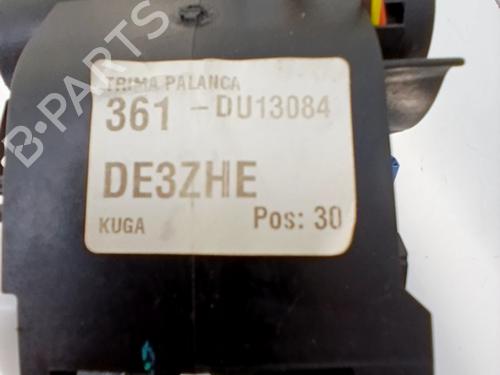 TRIMA PALANCA
361 -DU13084
DE3ZHE
KUGA Pos: 30
B-PARTS